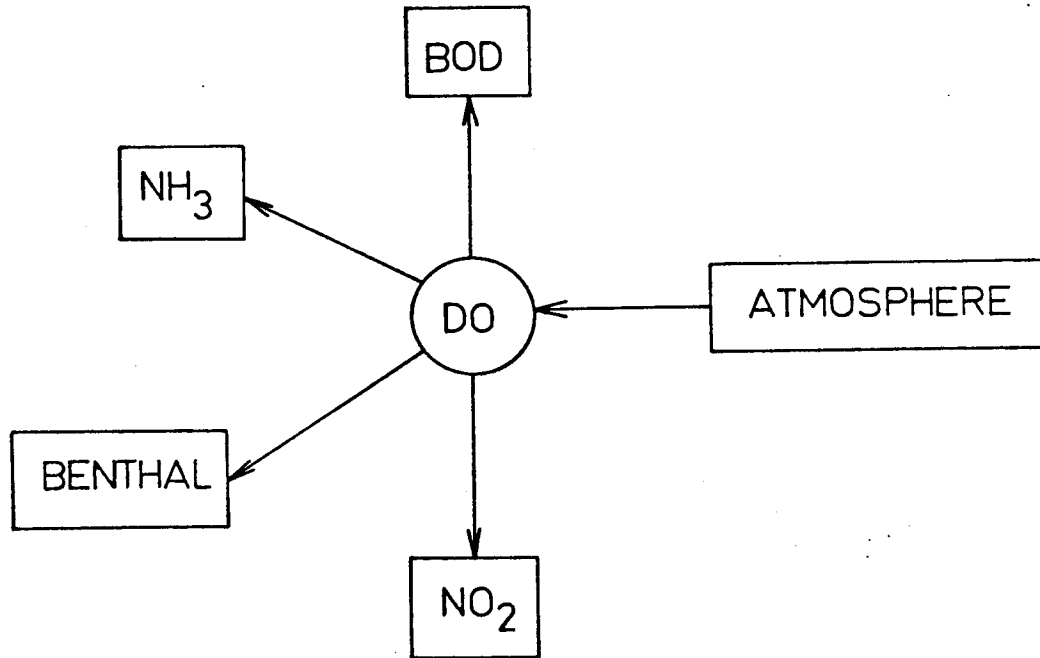 BOD
NH3
DO
ATMOSPHERE
BENTHAL
NO2